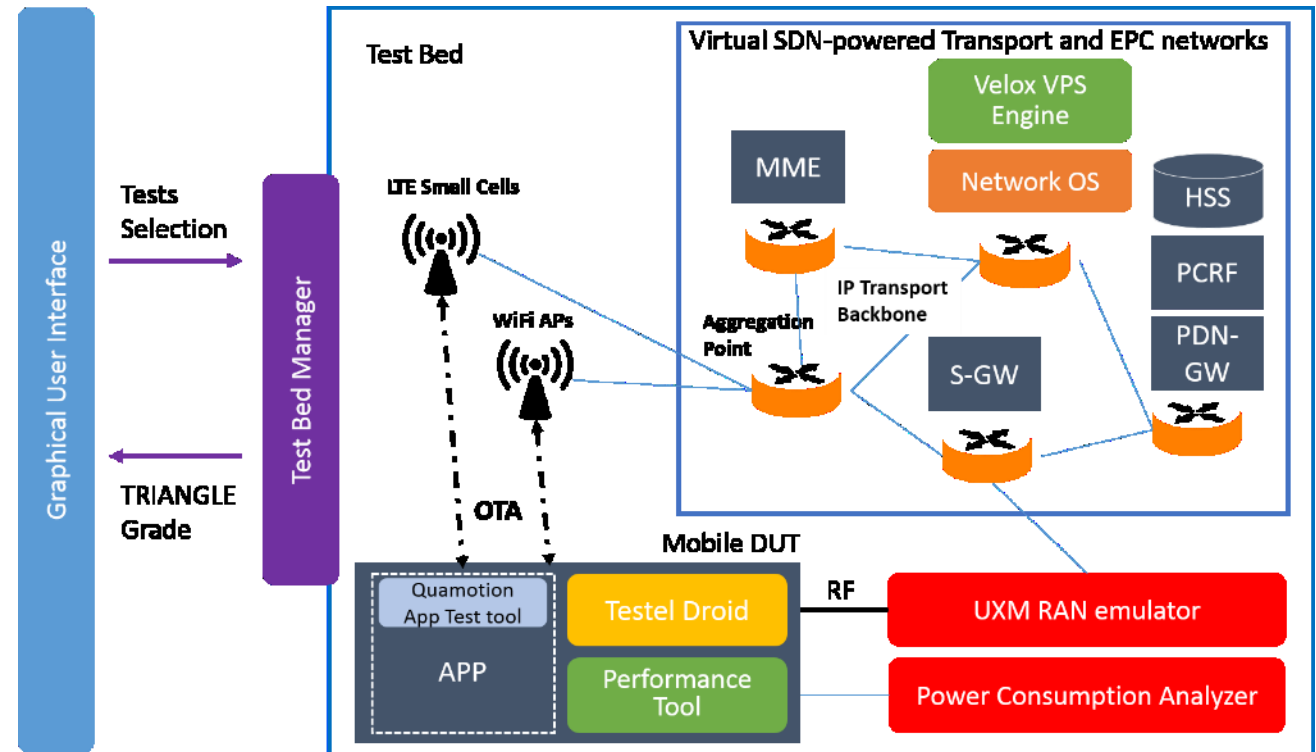 Graphical User Interface
Tests
Selection
TRIANGLE
Grade
Test Bed Manager
Test Bed
LTE Small Cells
WiFi APs
OTA
Virtual SDN-powered Transport and EPC networks
Velox VPS
Engine
MME
Network OS
HSS
PCRF
IP Transport
Backbone
Aggregation
Point
S-GW
PDN-
GW
Mobile DUT
Quamotion
App Test tool
APP
Testel Droid
Performance
Tool
RF
UXM RAN emulator
Power Consumption Analyzer